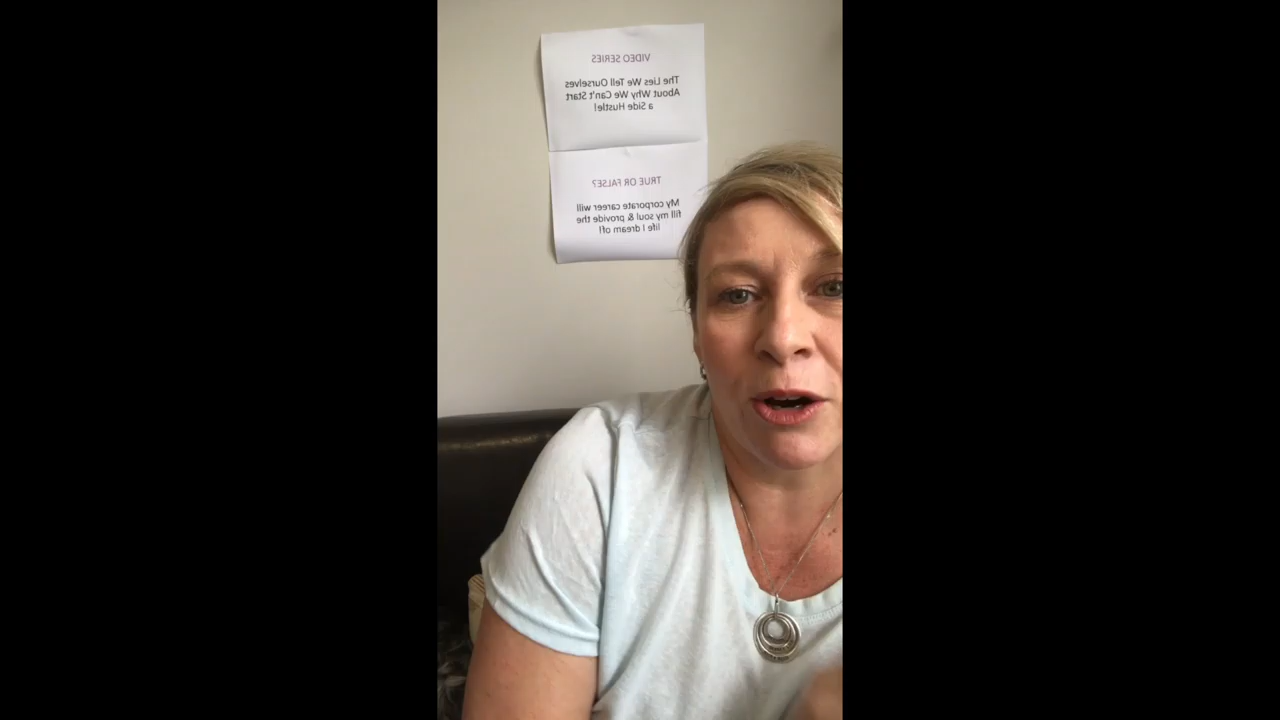 VIDEO SERIES
The Lies We Tell Ourselves
About Why We Can't Start
a Side Hustle!
TRUE OR FALSE?
My corporate career will
fill my soul & provide the
life I dream of!